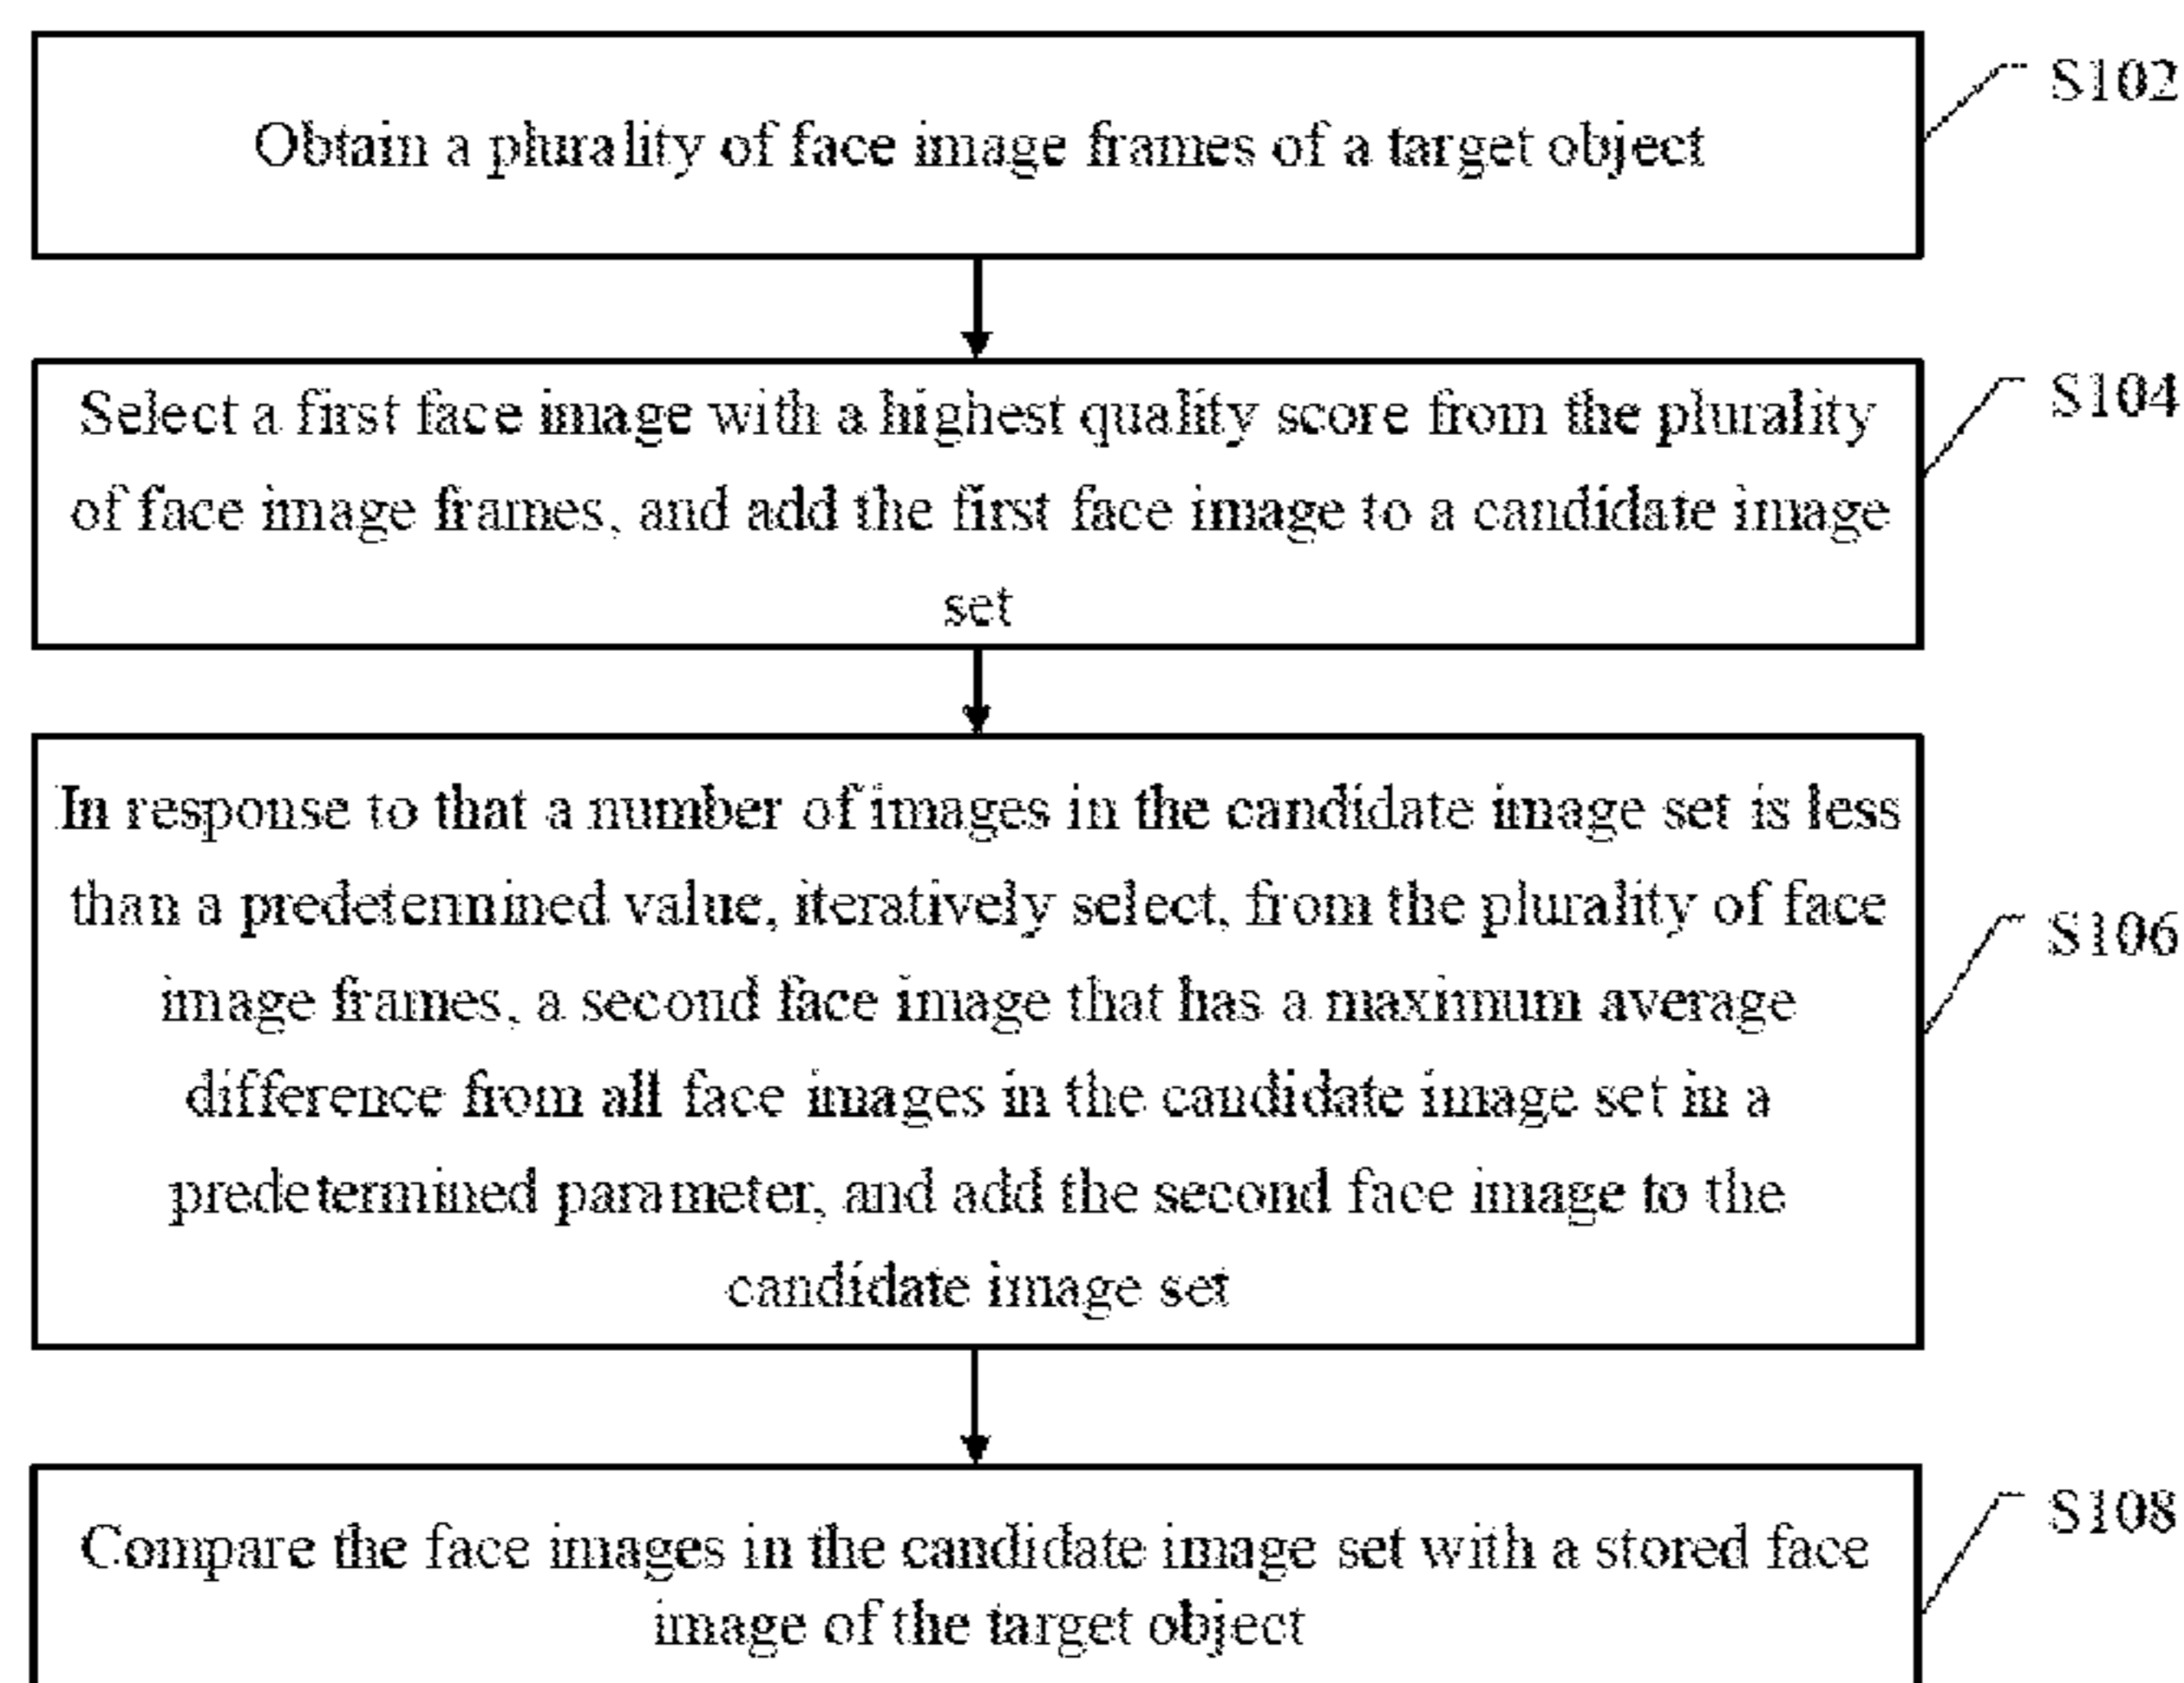 S102
Obtain a plurality of face image frames of a target object
S104
Select a first face image with a highest quality score from the plurality
of face image frames, and add the first face image to a candidate image
set
In response to that a number of images in the candidate image set is less
than a predetermined value, iteratively select, from the plurality of face
S106
image frames, a second face image that has a maximum average
difference from all face images in the candidate image set in a
predetermined parameter, and add the second face image to the
candidate image set
S108
Compare the face images in the candidate image set with a stored face
image of the target object